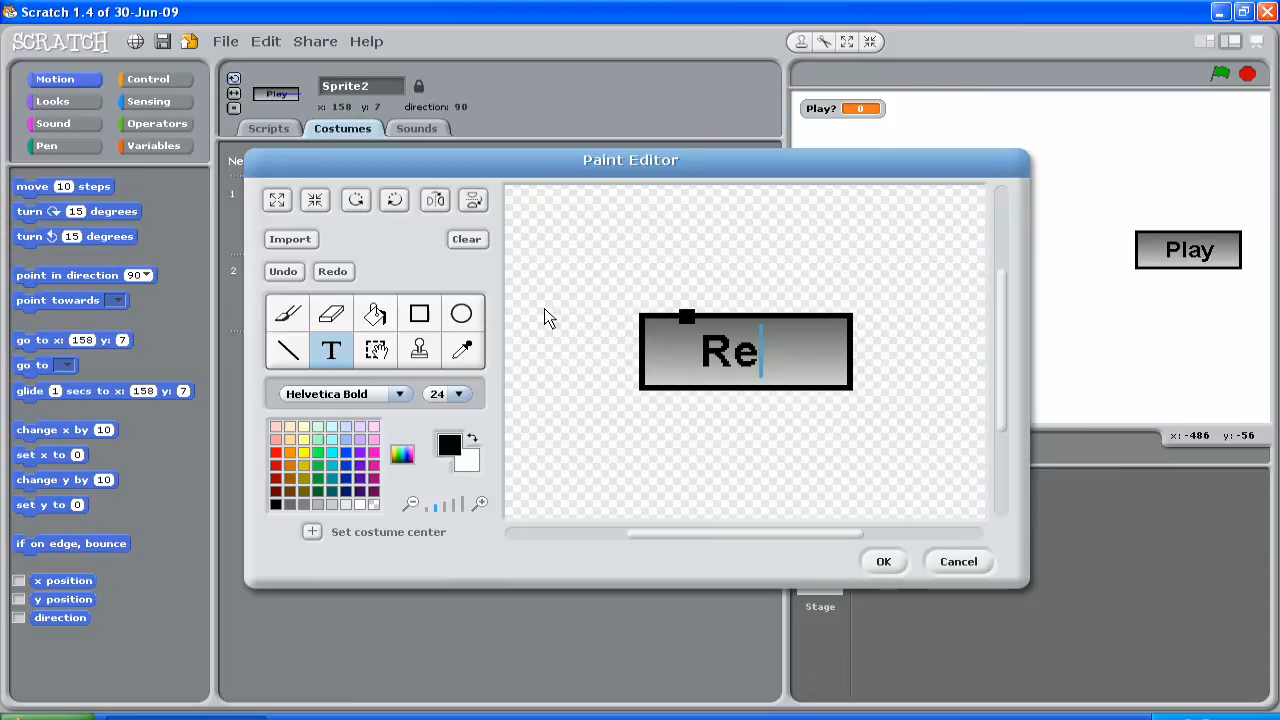 Scratch 1.4 of 30-Jun-09
SCRATCH
File Edit Share Help
Motion Control
Looks Sensing
Sound Operators
Pen Variables
move 10 steps
turn 15 degrees
turn 15 degrees
point in direction 90
point towards
go to x: 158 y: 7
go to
glide 1 secs to x: 158 y: 7
change x by 10
set x to 0
change y by 10
set y to 0
if on edge, bounce
x position
y position
direction
Play
Sprite2
x: 158 y: 7 direction: 90
Scripts Costumes Sounds
Ne
1
2
Paint Editor
Import Clear
Undo Redo
T
Helvetica Bold 24
Set costume center
Re
OK Cancel
Play? 0
Play
x: -486 y: -56
Stage